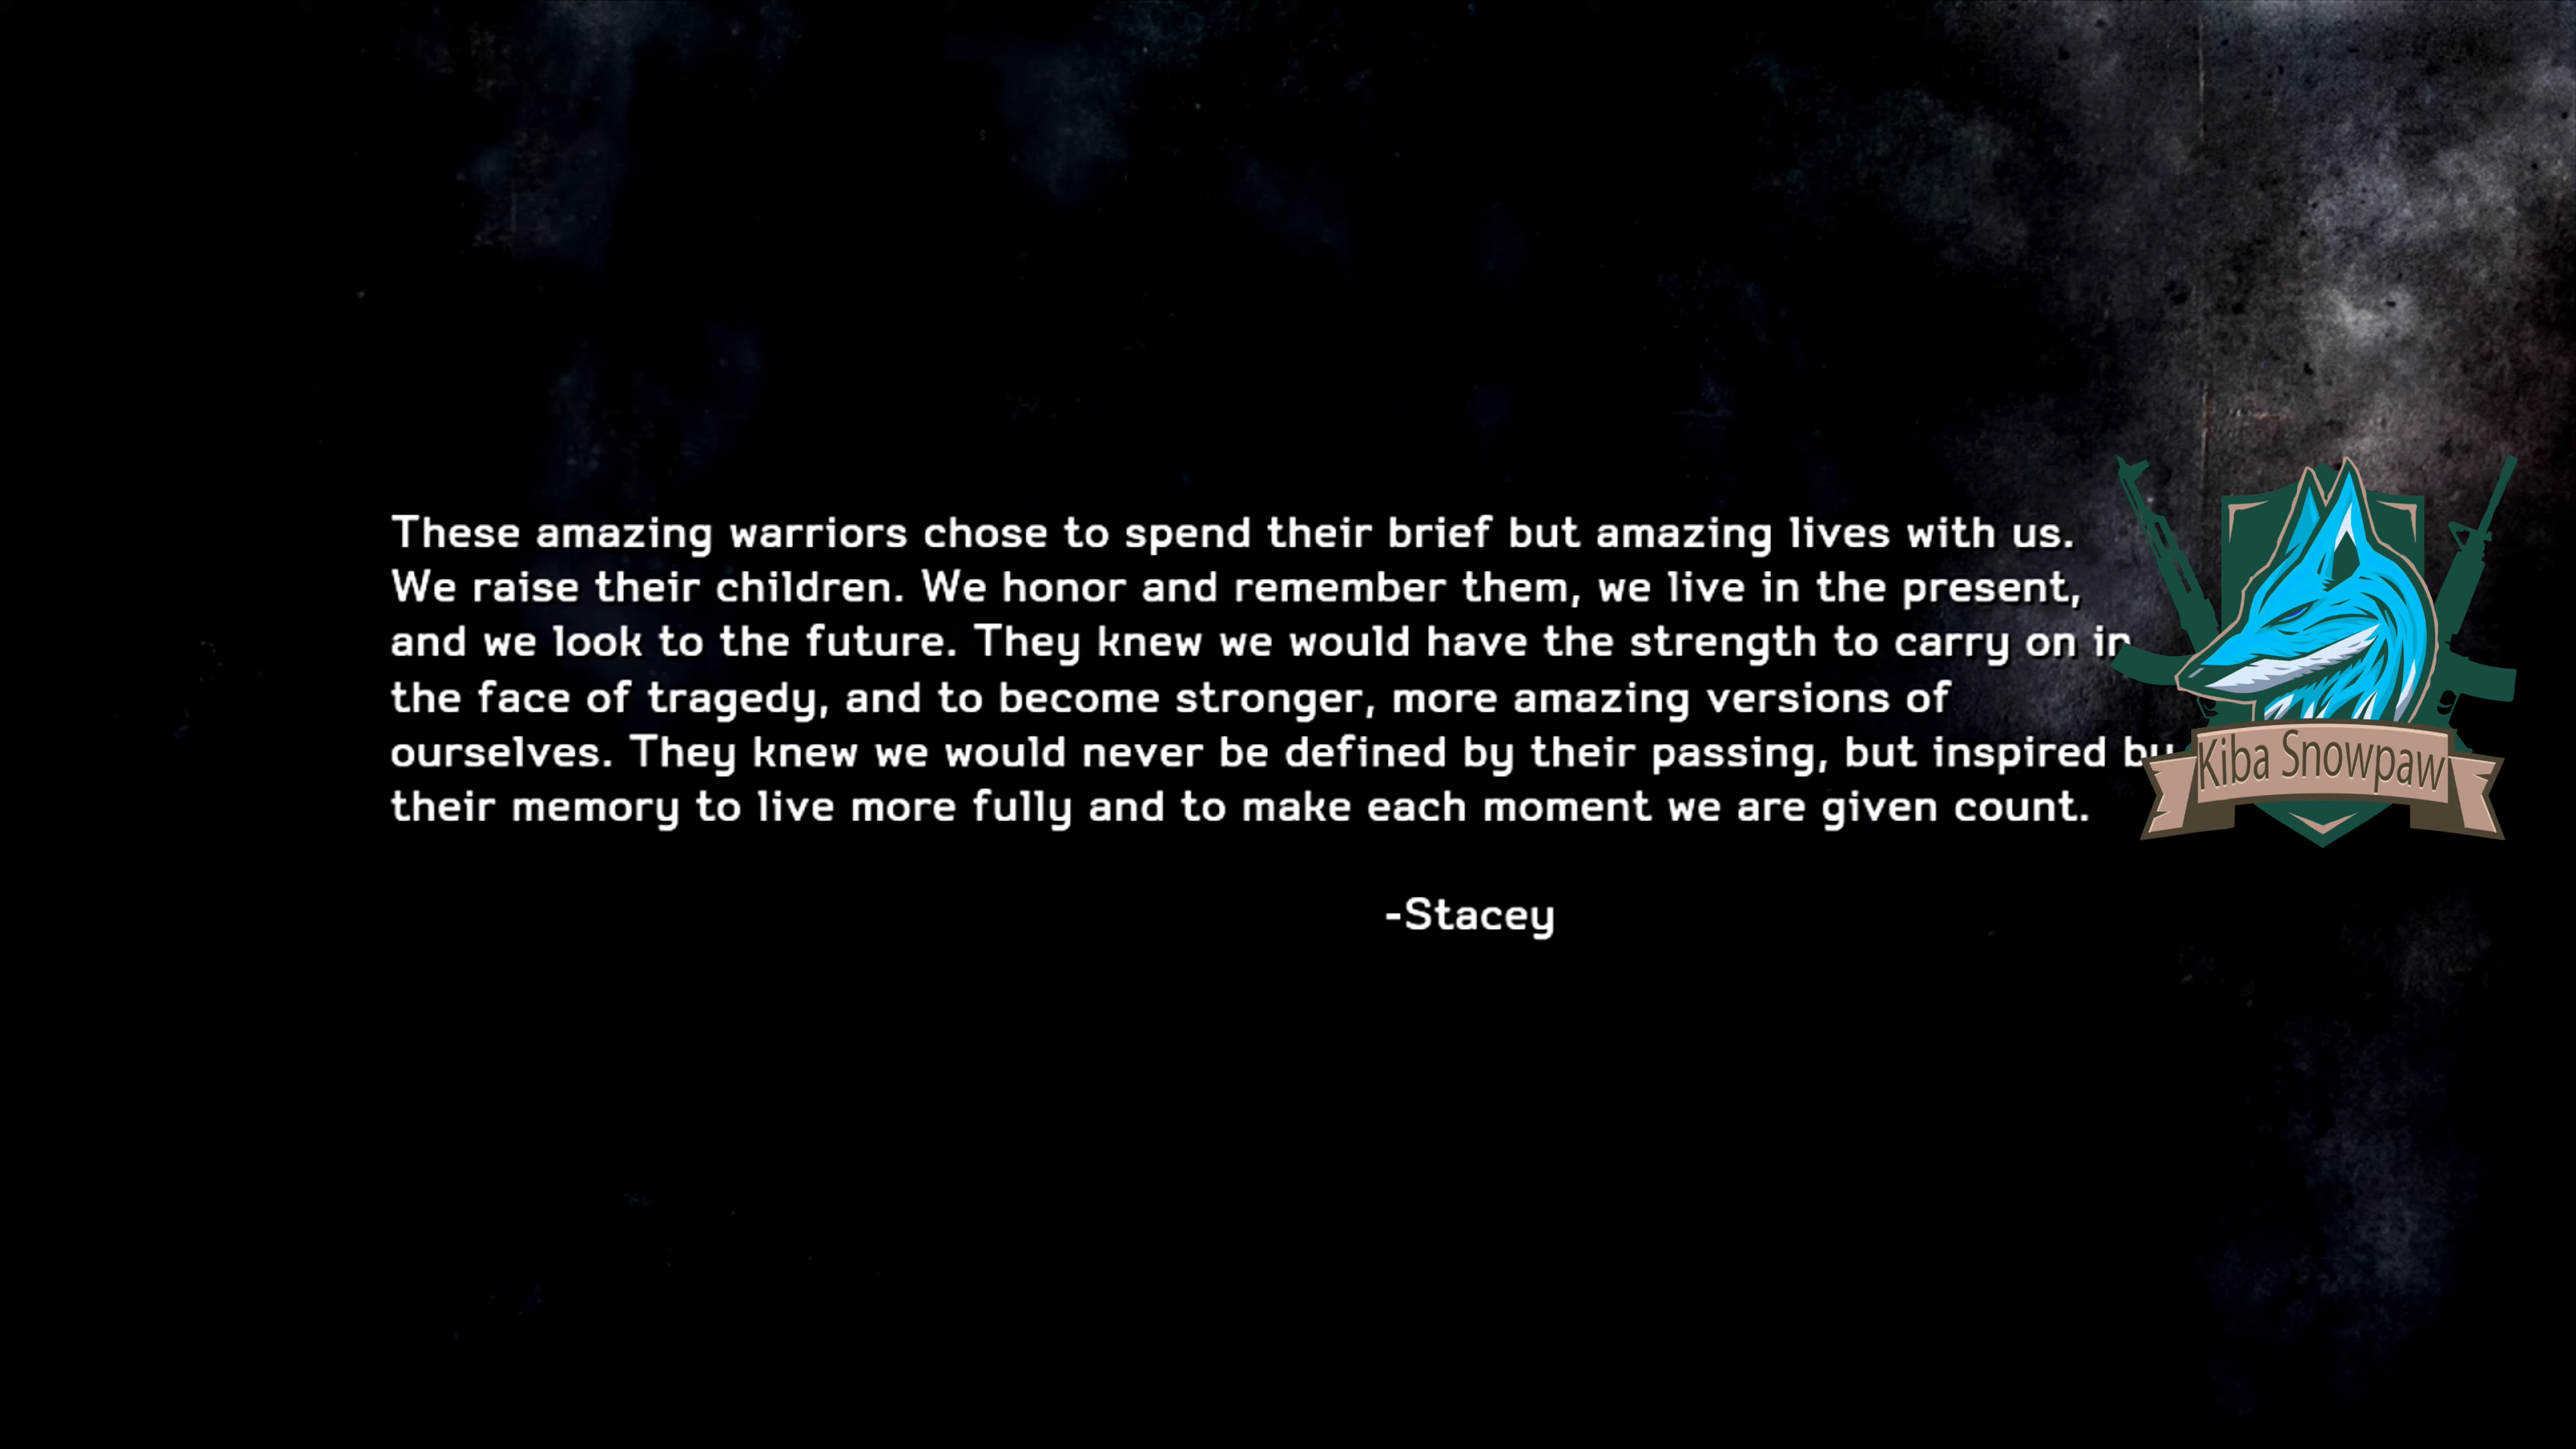 These amazing warriors chose to spend their brief but amazing lives with us.
We raise their children. We honor and remember them, we live in the present,
and we look to the future. They knew we would have the strength to carry on in
the face of tragedy, and to become stronger, more amazing versions of
ourselves. They knew we would never be defined by their passing, but inspired by
their memory to live more fully and to make each moment we are given count.
-Stacey
Kiba Snowpaw